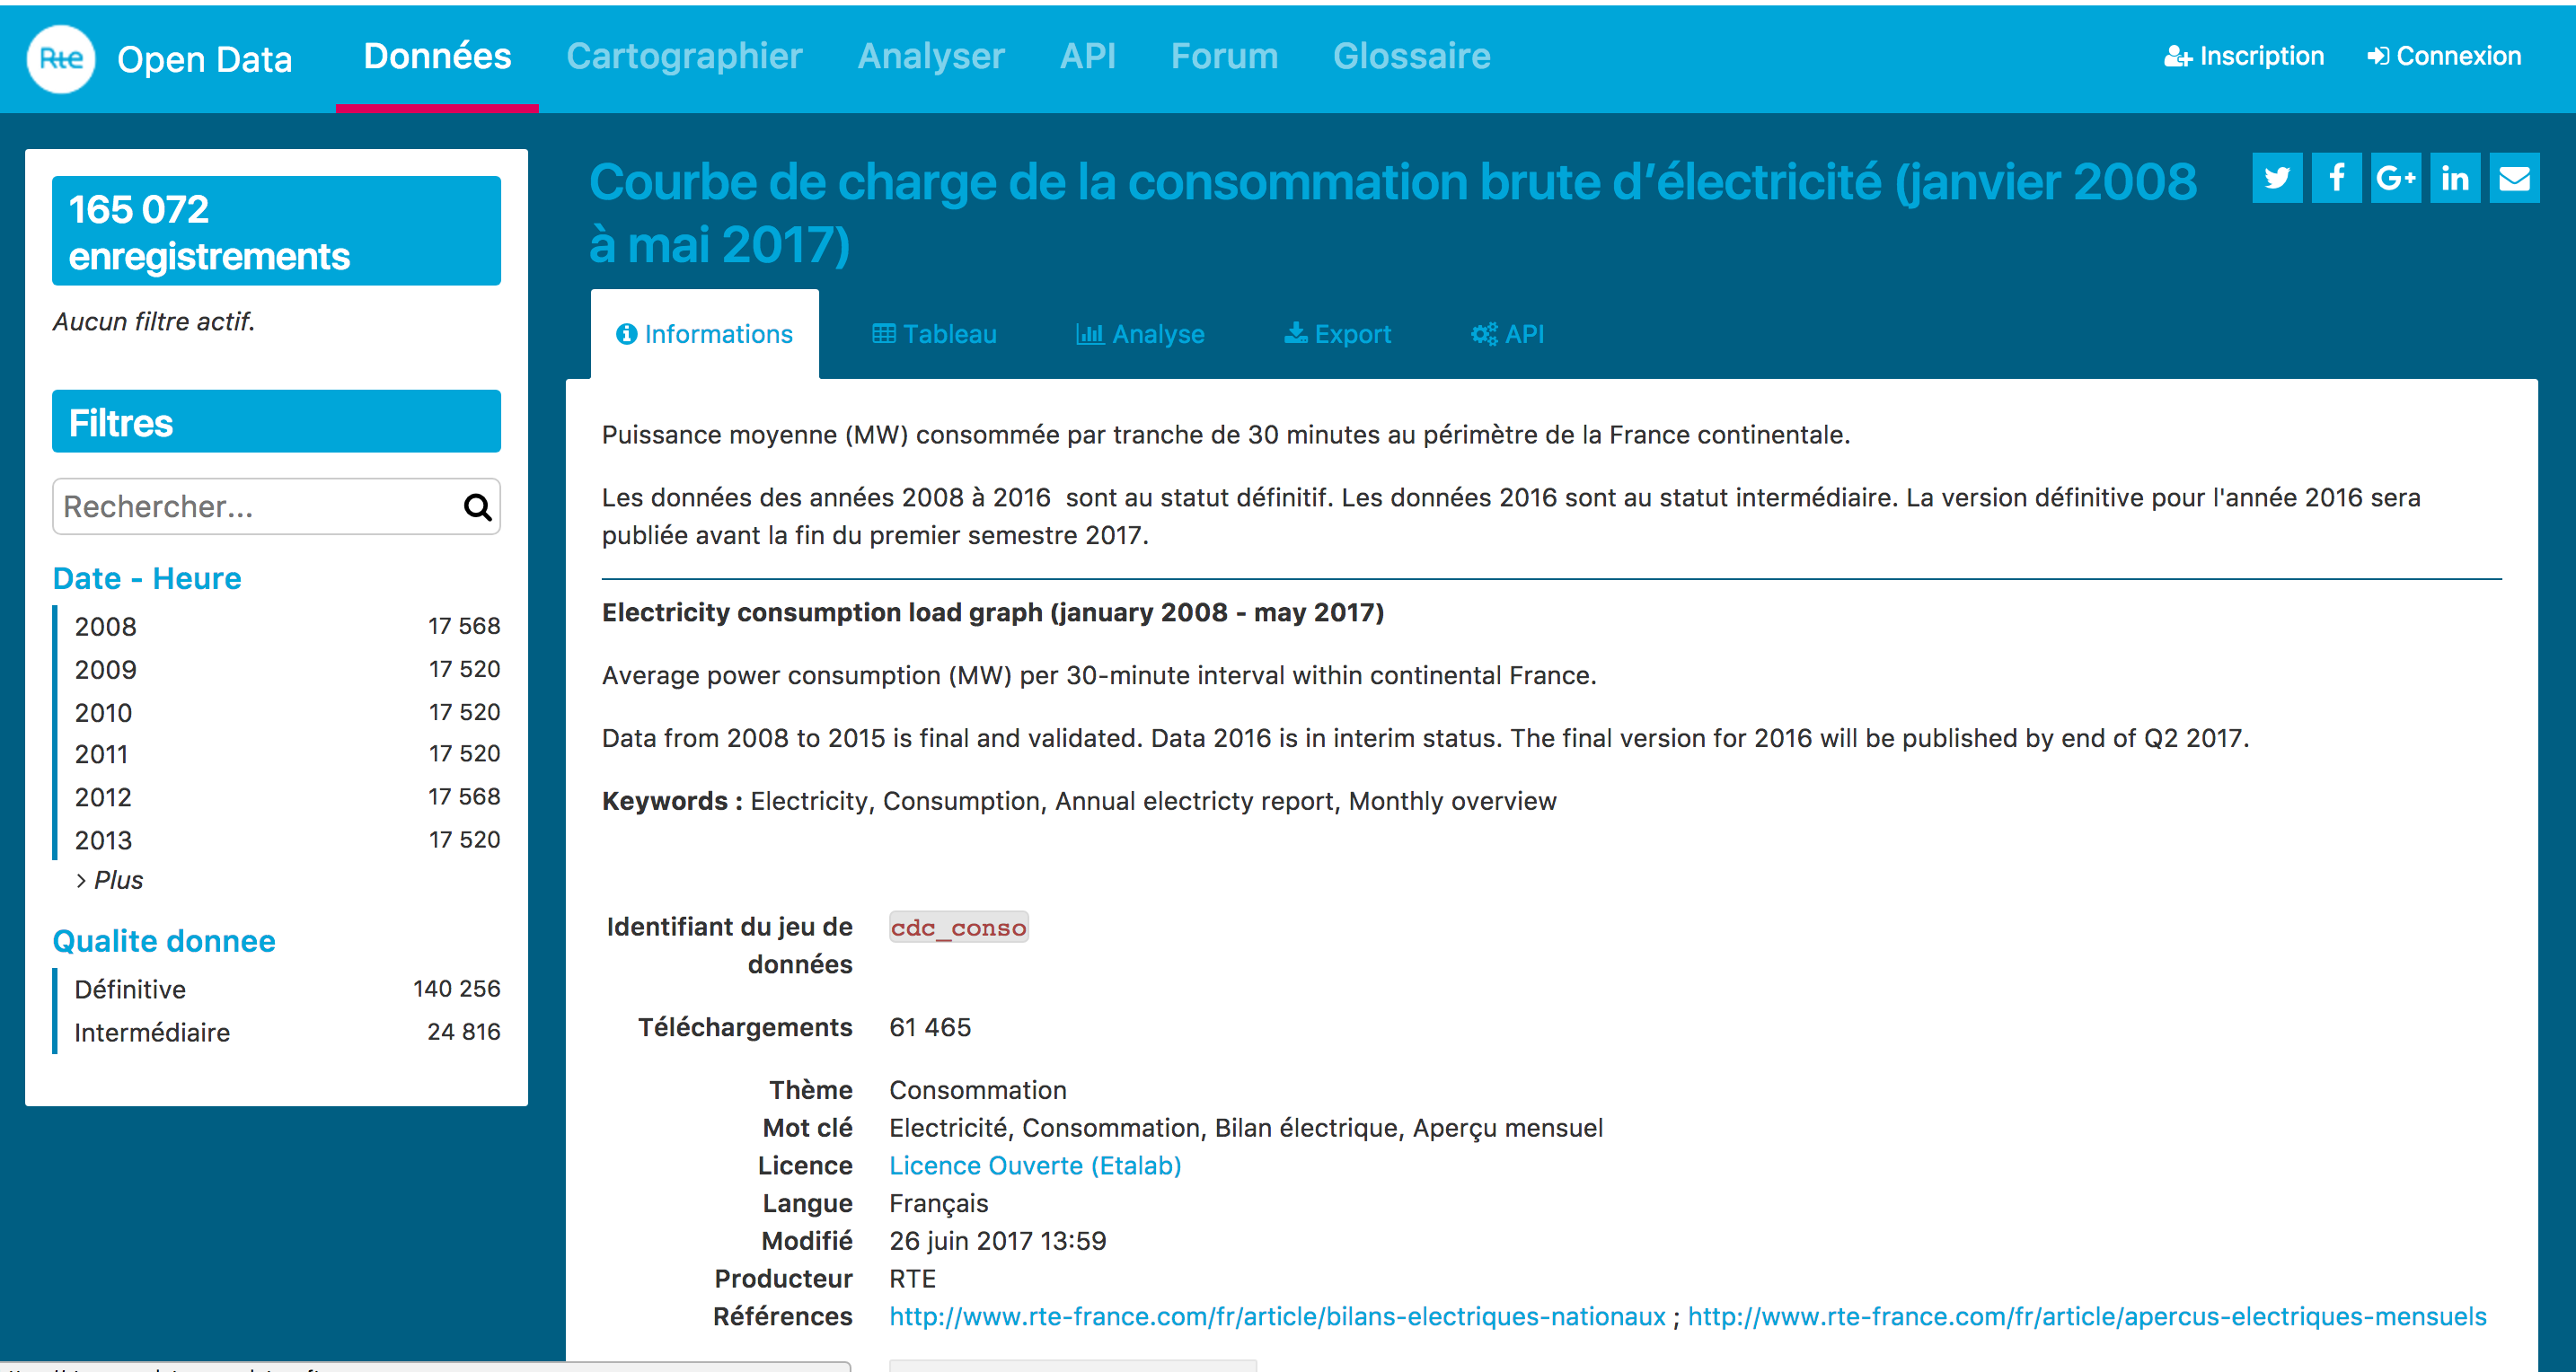 Rte Open Data Données Cartographier Analyser API Forum Glossaire Inscription Connexion
165 072
enregistrements
Aucun filtre actif.
Filtres
Rechercher...
Date - Heure
2008 17 568
2009 17 520
2010 17 520
2011 17 520
2012 17 568
2013 17 520
> Plus
Qualite donnee
Définitive 140 256
Intermédiaire 24 816
Courbe de charge de la consommation brute d’électricité (janvier 2008
à mai 2017)
Informations Tableau Analyse Export API
Puissance moyenne (MW) consommée par tranche de 30 minutes au périmètre de la France continentale.
Les données des années 2008 à 2016  sont au statut définitif. Les données 2016 sont au statut intermédiaire. La version définitive pour l'année 2016 sera
publiée avant la fin du premier semestre 2017.
Electricity consumption load graph (january 2008 - may 2017)
Average power consumption (MW) per 30-minute interval within continental France.
Data from 2008 to 2015 is final and validated. Data 2016 is in interim status. The final version for 2016 will be published by end of Q2 2017.
Keywords : Electricity, Consumption, Annual electricty report, Monthly overview
Identifiant du jeu de cdc_conso
données
Téléchargements 61 465
Thème Consommation
Mot clé Electricité, Consommation, Bilan électrique, Aperçu mensuel
Licence Licence Ouverte (Etalab)
Langue Français
Modifié 26 juin 2017 13:59
Producteur RTE
Références http://www.rte-france.com/fr/article/bilans-electriques-nationaux ; http://www.rte-france.com/fr/article/apercus-electriques-mensuels